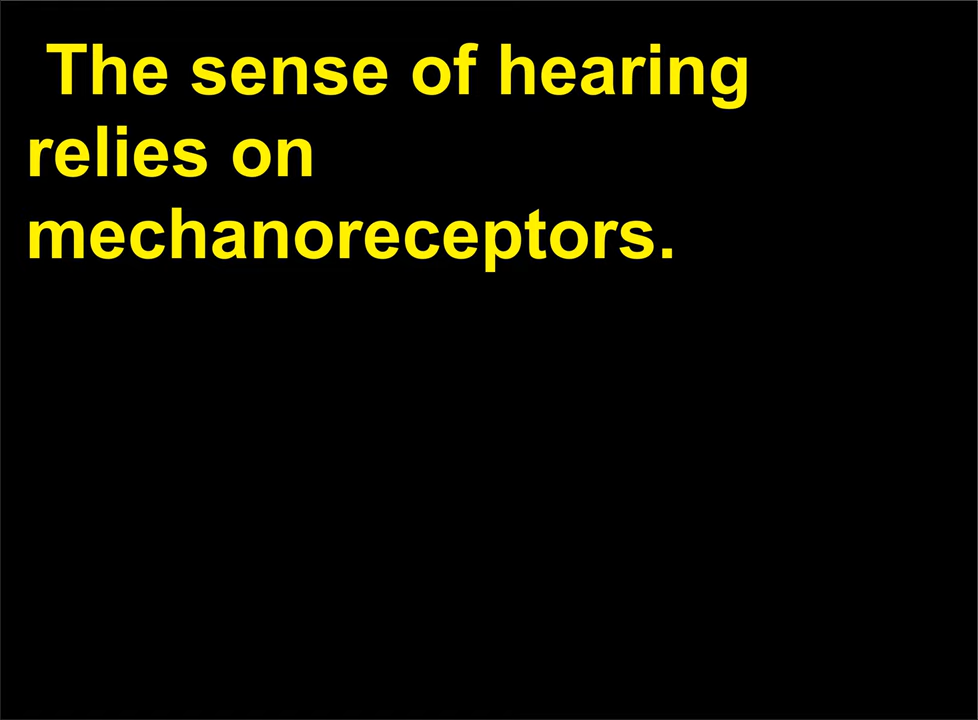 The sense of hearing
relies on
mechanoreceptors.